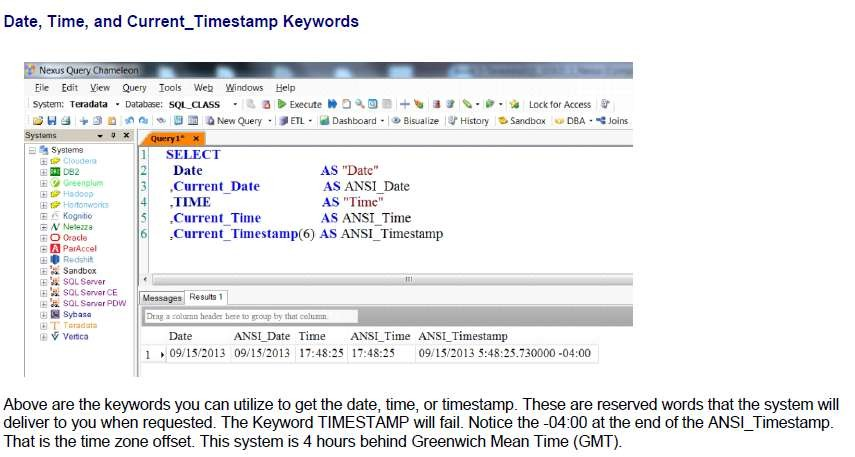 Date, Time, and Current_Timestamp Keywords
Nexus Query Chameleon
File Edit View Query Tools Web Windows Help
System: Teradata Database: SQL_CLASS Execute Lock for Access
New Query ETL Dashboard Bisualize History Sandbox DBA Joins
Systems
Query1*
Systems
Cloudera
DB2
Greenplum
Hadoop
Hortonworks
Kognitio
Netezza
Oracle
ParAccel
Redshift
Sandbox
SQL Server
SQL Server CE
SQL Server PDW
Sybase
Teradata
Vertica
1 SELECT
2 Date AS "Date"
3 ,Current_Date AS ANSI_Date
4 ,TIME AS "Time"
5 ,Current_Time AS ANSI_Time
6 ,Current_Timestamp(6) AS ANSI_Timestamp
Messages Results 1
Drag a column header here to group by that column.
Date ANSI_Date Time ANSI_Time ANSI_Timestamp
1 09/15/2013 09/15/2013 17:48:25 17:48:25 09/15/2013 5:48:25.730000 -04:00
Above are the keywords you can utilize to get the date, time, or timestamp. These are reserved words that the system will
deliver to you when requested. The Keyword TIMESTAMP will fail. Notice the -04:00 at the end of the ANSI_Timestamp.
That is the time zone offset. This system is 4 hours behind Greenwich Mean Time (GMT).